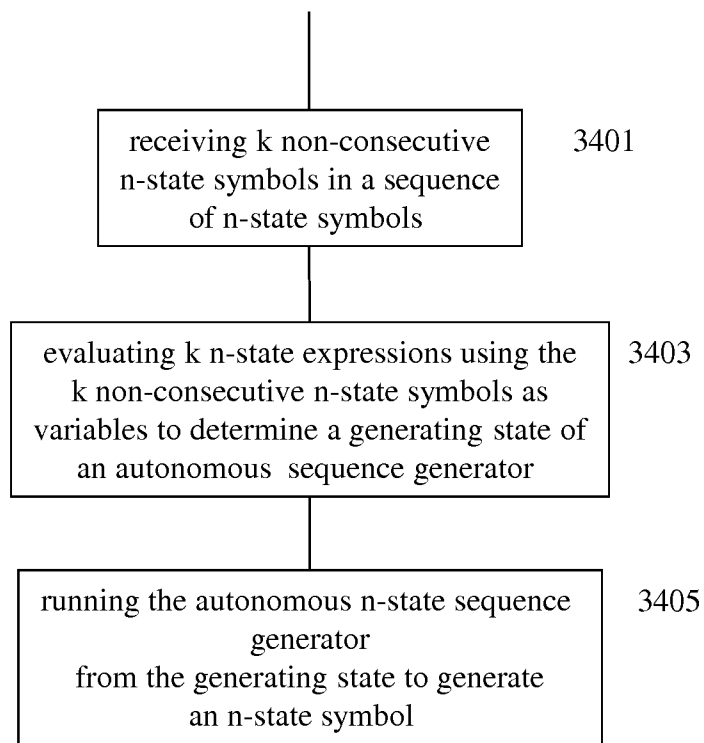 receiving k non-consecutive 3401
n-state symbols in a sequence
of n-state symbols
evaluating k n-state expressions using the 3403
k non-consecutive n-state symbols as
variables to determine a generating state of
an autonomous sequence generator
running the autonomous n-state sequence 3405
generator
from the generating state to generate
an n-state symbol